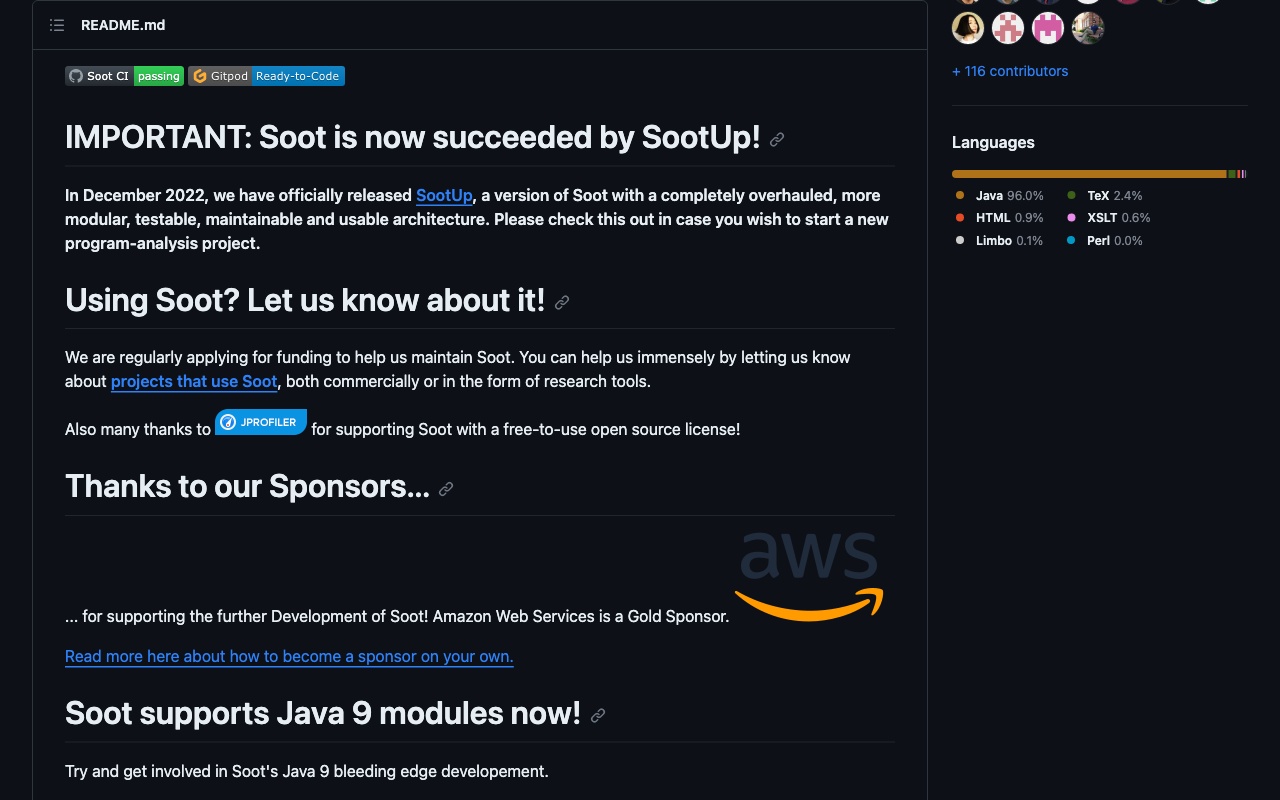 README.md
Soot CI passing Gitpod Ready-to-Code
IMPORTANT: Soot is now succeeded by SootUp!
In December 2022, we have officially released SootUp, a version of Soot with a completely overhauled, more
modular, testable, maintainable and usable architecture. Please check this out in case you wish to start a new
program-analysis project.
Using Soot? Let us know about it!
We are regularly applying for funding to help us maintain Soot. You can help us immensely by letting us know
about projects that use Soot, both commercially or in the form of research tools.
Also many thanks to JPROFILER for supporting Soot with a free-to-use open source license!
Thanks to our Sponsors...
aws
... for supporting the further Development of Soot! Amazon Web Services is a Gold Sponsor.
Read more here about how to become a sponsor on your own.
Soot supports Java 9 modules now!
Try and get involved in Soot's Java 9 bleeding edge developement.
+ 116 contributors
Languages
Java 96.0% TeX 2.4%
HTML 0.9% XSLT 0.6%
Limbo 0.1% Perl 0.0%